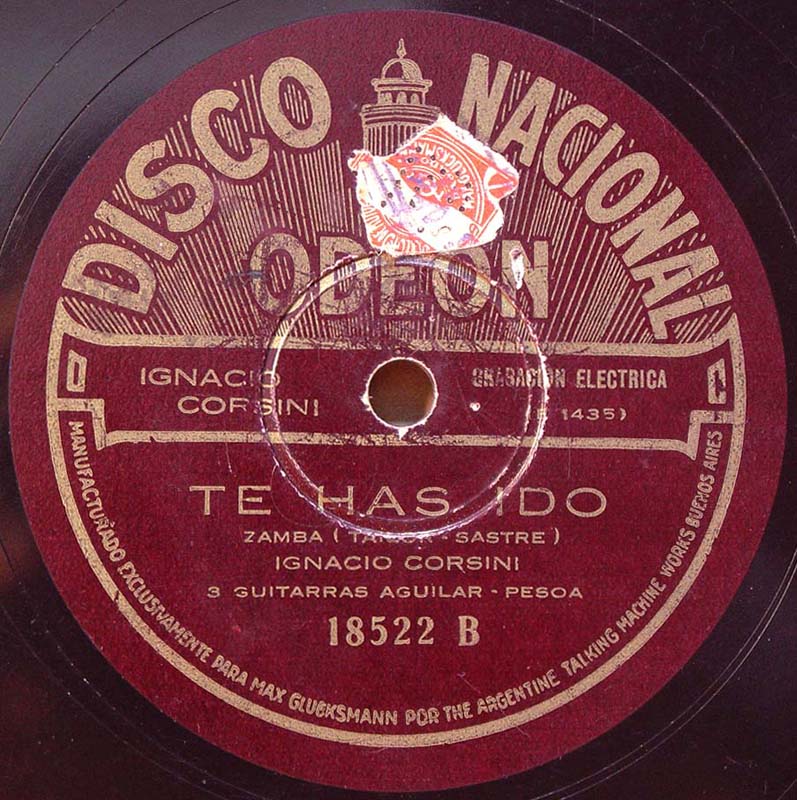 DISCO NACIONAL
ODEON
IGNACIO
CORSINI
GRABACION ELECTRICA
1435)
TE HAS IDO
ZAMBA ( - SASTRE )
IGNACIO CORSINI
3 GUITARRAS AGUILAR - PESOA
18522 B
MANUFACTURADO EXCLUSIVAMENTE PARA MAX GLUCKSMANN POR THE ARGENTINE TALKING MACHINE WORKS BUENOS AIRES